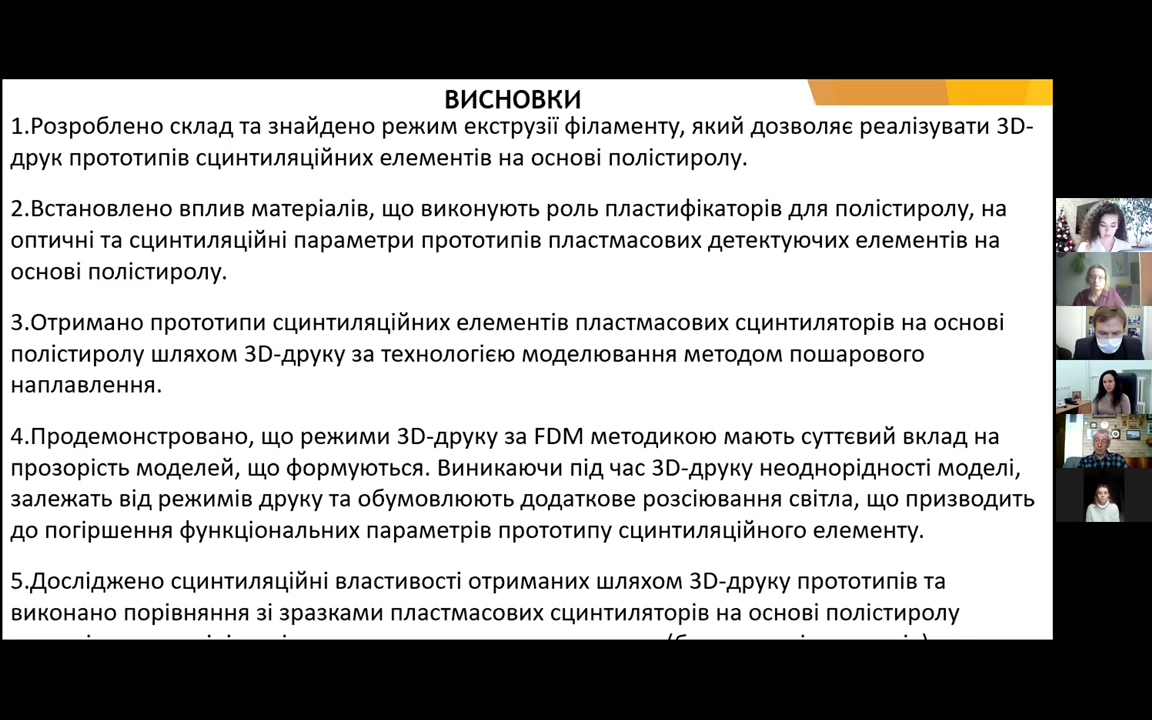 ВИСНОВКИ
1.Розроблено склад та знайдено режим екструзії філаменту, який дозволяє реалізувати 3D-
друк прототипів сцинтиляційних елементів на основі полістиролу.
2.Встановлено вплив матеріалів, що виконують роль пластифікаторів для полістиролу, на
оптичні та сцинтиляційні параметри прототипів пластмасових детектуючих елементів на
основі полістиролу.
3.Отримано прототипи сцинтиляційних елементів пластмасових сцинтиляторів на основі
полістиролу шляхом 3D-друку за технологією моделювання методом пошарового
наплавлення.
4.Продемонстровано, що режими 3D-друку за FDM методикою мають суттєвий вклад на
прозорість моделей, що формуються. Виникаючи під час 3D-друку неоднорідності моделі,
залежать від режимів друку та обумовлюють додаткове розсіювання світла, що призводить
до погіршення функціональних параметрів прототипу сцинтиляційного елементу.
5.Досліджено сцинтиляційні властивості отриманих шляхом 3D-друку прототипів та
виконано порівняння зі зразками пластмасових сцинтиляторів на основі полістиролу